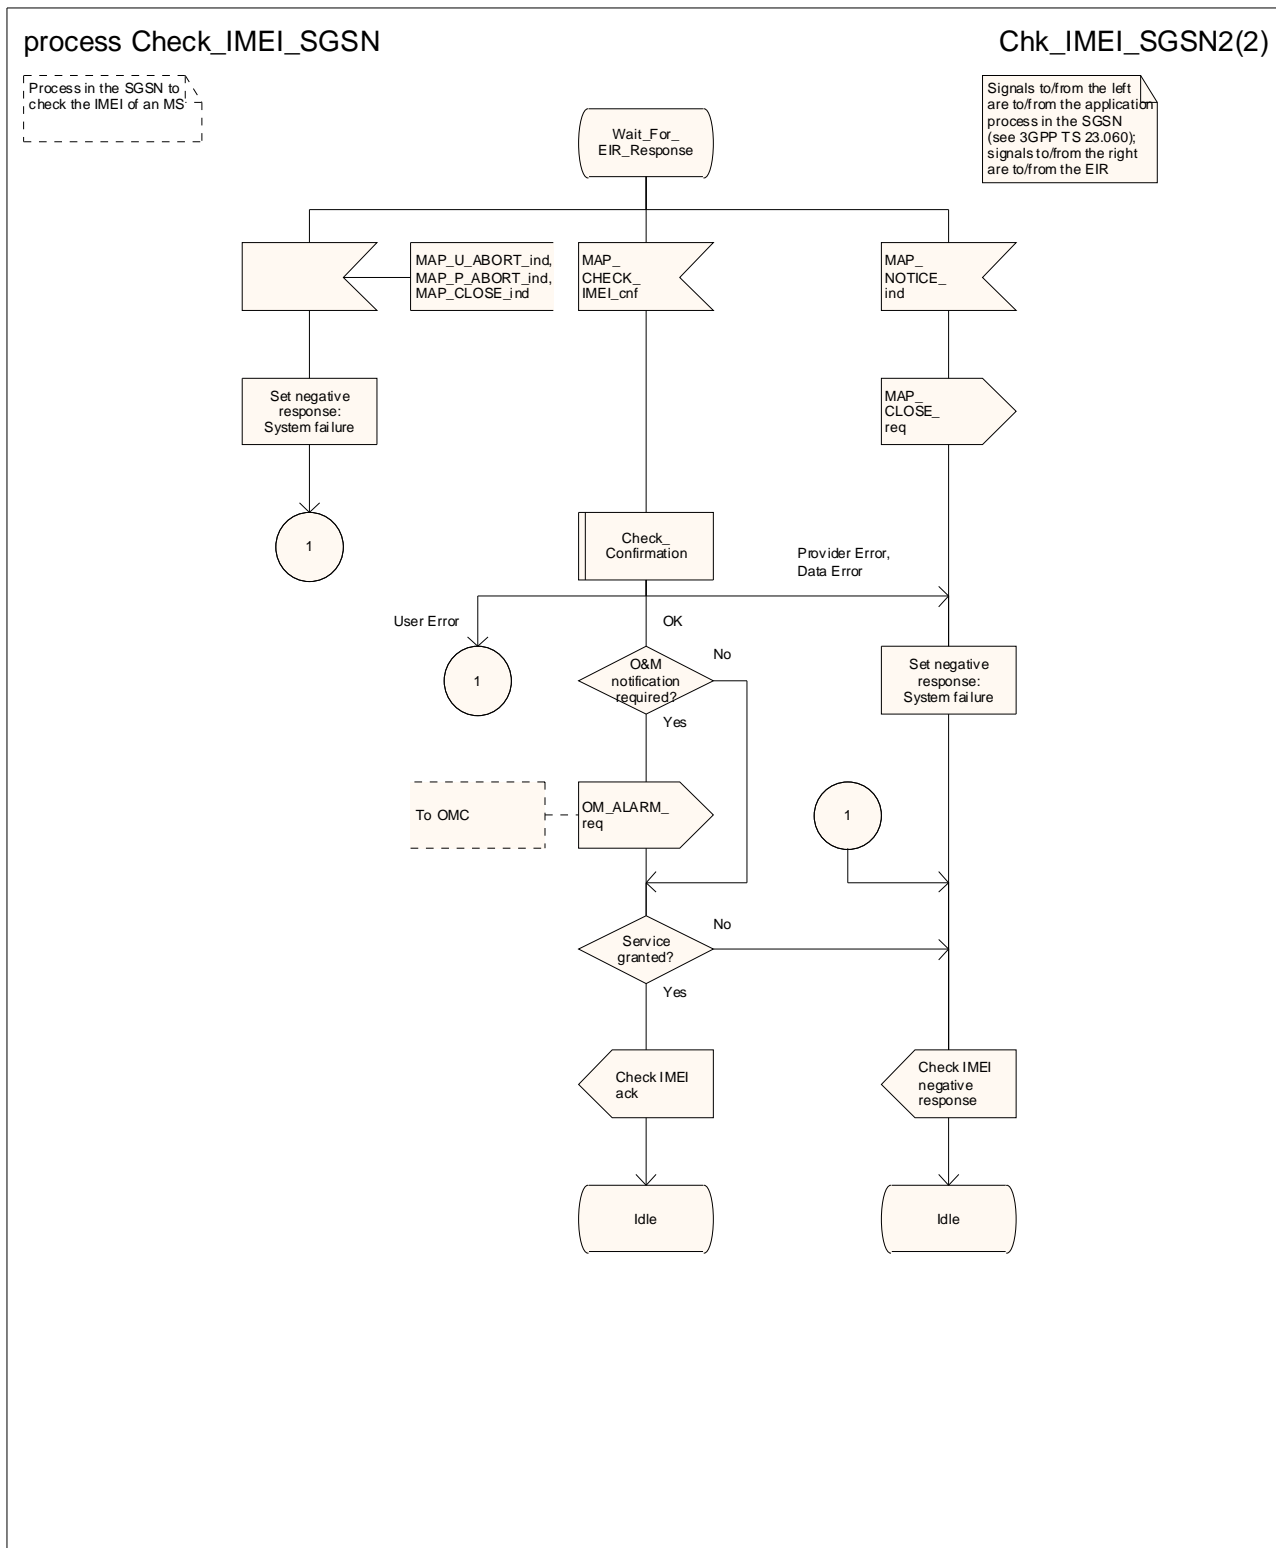 process Check_IMEI_SGSN
Chk_IMEI_SGSN2(2)
Process in the SGSN to
check the IMEI of an MS
Signals to/from the left
are to/from the application
process in the SGSN
(see 3GPP TS 23.060);
signals to/from the right
are to/from the EIR
Wait_For_
EIR_Response
MAP_U_ABORT_ind,
MAP_P_ABORT_ind,
MAP_CLOSE_ind
MAP_
CHECK_
IMEI_cnf
MAP_
NOTICE_
ind
Set negative
response:
System failure
MAP_
CLOSE_
req
1
Check_
Confirmation
Provider Error,
Data Error
User Error
OK
1
O&M
notification
required?
No
Yes
Set negative
response:
System failure
To OMC
OM_ALARM_
req
1
Service
granted?
No
Yes
Check IMEI
ack
Check IMEI
negative
response
Idle
Idle